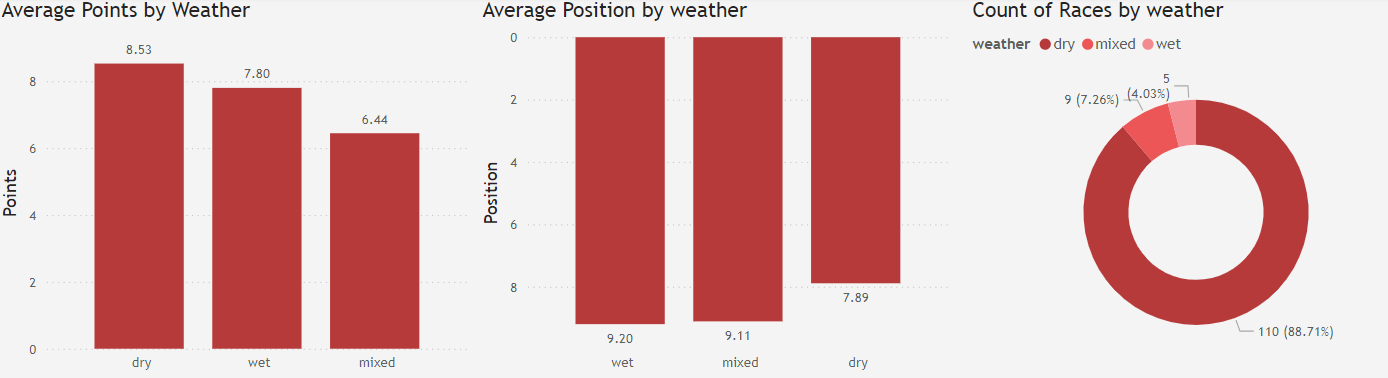 Average Points by Weather
Points
8
6
4
2
0
8.53
7.80
6.44
dry
wet
mixed
Average Position by weather
Position
0
2
4
6
8
9.20
9.11
7.89
wet
mixed
dry
Count of Races by weather
weather dry mixed wet
5
(4.03%)
9 (7.26%)
110 (88.71%)